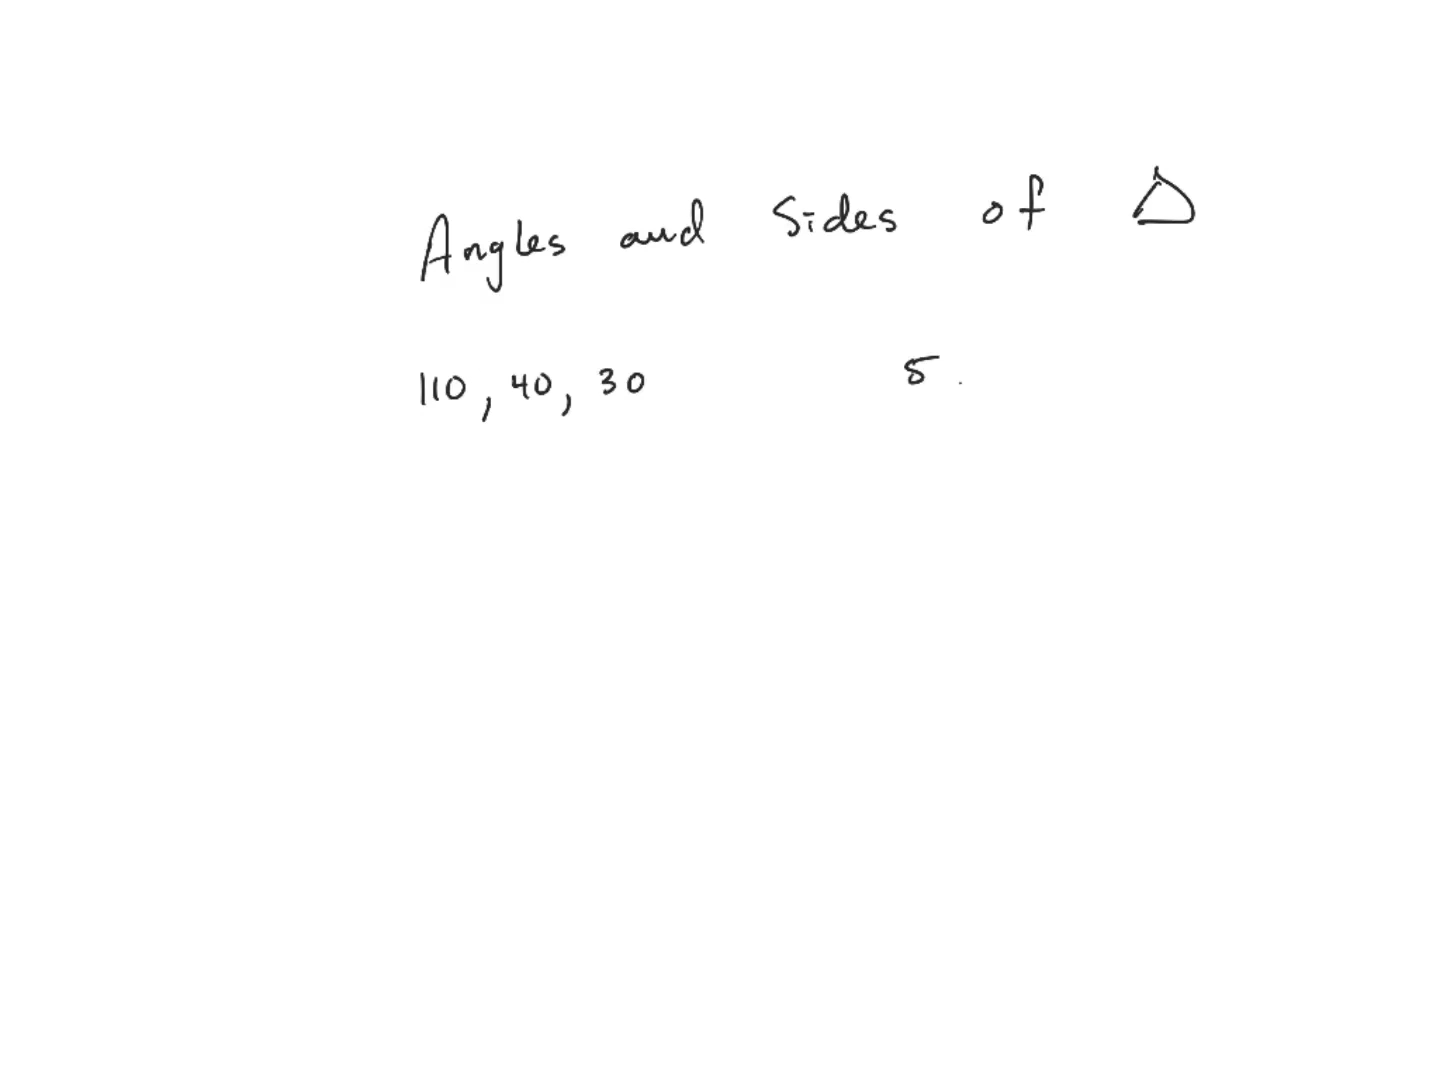 Angles and Sides of Δ
110, 40, 30 5.